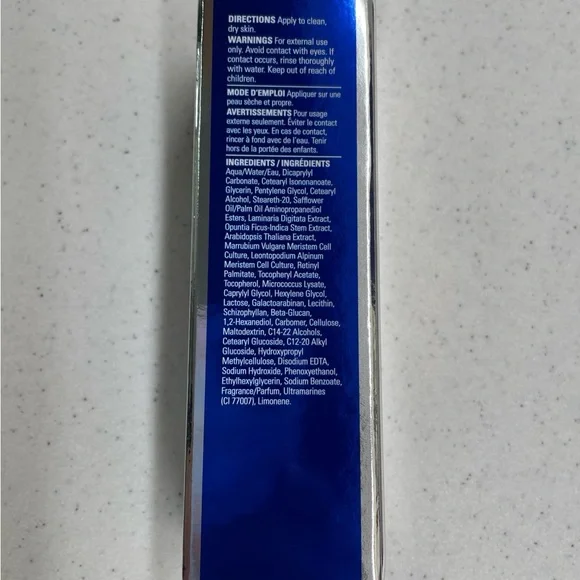 DIRECTIONS Apply to clean,
dry skin.
WARNINGS For external use
only. Avoid contact with eyes. If
contact occurs, rinse thoroughly
with water. Keep out of reach of
children.
MODE D'EMPLOI Appliquer sur une
peau sèche et propre.
AVERTISSEMENTS Pour usage
externe seulement. Éviter le contact
avec les yeux. En cas de contact,
rincer à fond avec de l'eau. Tenir
hors de la portée des enfants.
INGREDIENTS / INGRÉDIENTS
Aqua/Water/Eau, Dicaprylyl
Carbonate, Cetearyl Isononanoate,
Glycerin, Pentylene Glycol, Cetearyl
Alcohol, Steareth-20, Safflower
Oil/Palm Oil Aminopropanediol
Esters, Laminaria Digitata Extract,
Opuntia Ficus-Indica Stem Extract,
Arabidopsis Thaliana Extract,
Marrubium Vulgare Meristem Cell
Culture, Leontopodium Alpinum
Meristem Cell Culture, Retinyl
Palmitate, Tocopheryl Acetate,
Tocopherol, Micrococcus Lysate,
Caprylyl Glycol, Hexylene Glycol,
Lactose, Galactoarabinan, Lecithin,
Schizophyllan, Beta-Glucan,
1,2-Hexanediol, Carbomer, Cellulose,
Maltodextrin, C14-22 Alcohols,
Cetearyl Glucoside, C12-20 Alkyl
Glucoside, Hydroxypropyl
Methylcellulose, Disodium EDTA,
Sodium Hydroxide, Phenoxyethanol,
Ethylhexylglycerin, Sodium Benzoate,
Fragrance/Parfum, Ultramarines
(CI 77007), Limonene.